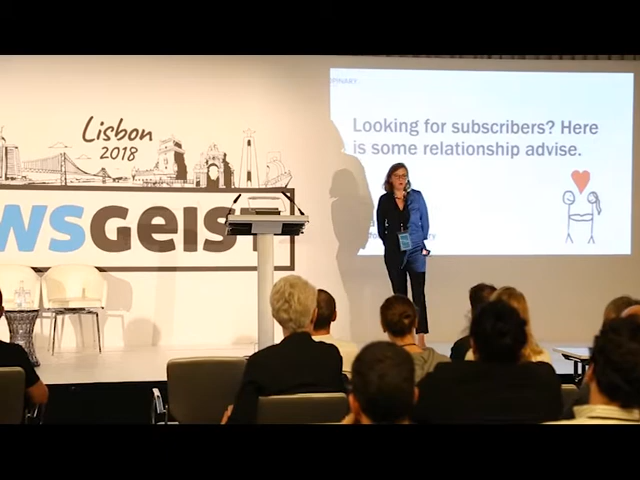 Lisbon
2018
WSGEIS
Looking for subscribers? Here
is some relationship advise.